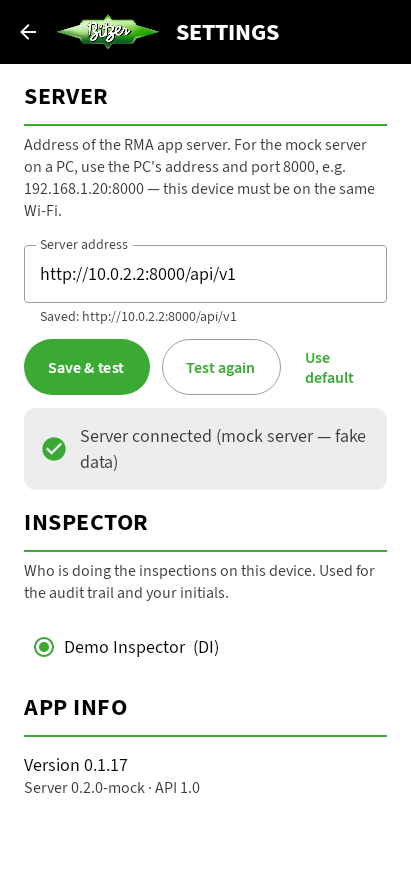 Bitzer SETTINGS
SERVER
Address of the RMA app server. For the mock server
on a PC, use the PC's address and port 8000, e.g.
192.168.1.20:8000 — this device must be on the same
Wi-Fi.
Server address
http://10.0.2.2:8000/api/v1
Saved: http://10.0.2.2:8000/api/v1
Save & test Test again Use
default
Server connected (mock server — fake
data)
INSPECTOR
Who is doing the inspections on this device. Used for
the audit trail and your initials.
Demo Inspector (DI)
APP INFO
Version 0.1.17
Server 0.2.0-mock · API 1.0